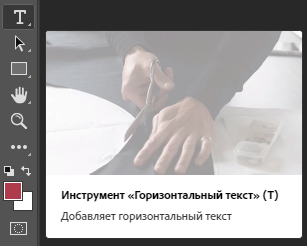 Инструмент «Горизонтальный текст» (T)
Добавляет горизонтальный текст